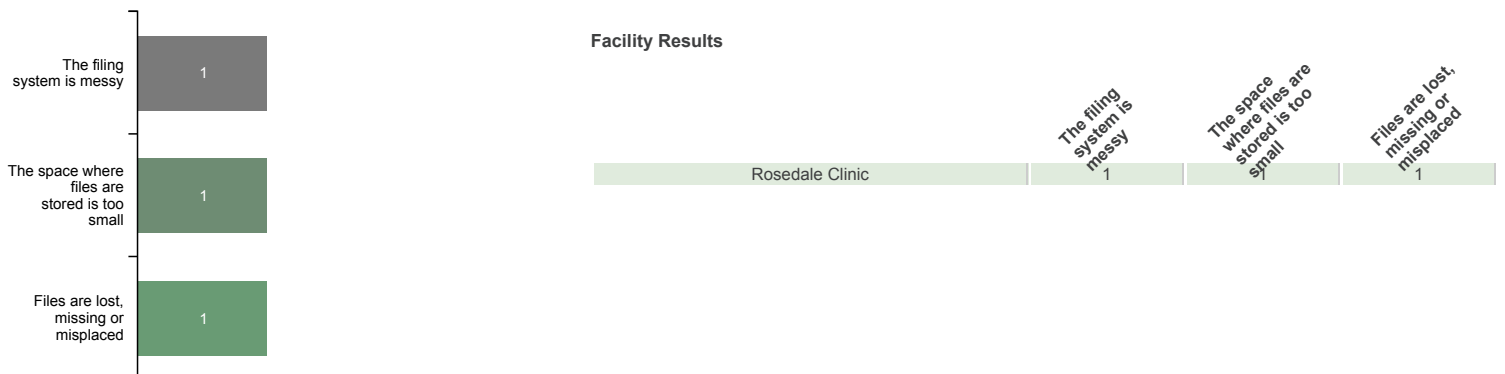 The filing
system is messy
1
The space where
files are
stored is too
small
1
Files are lost,
missing or
misplaced
1
Facility Results
The filing
system is
messy
The space
where files are
stored is too
small
Files are lost,
missing or
misplaced
Rosedale Clinic
1
1
1